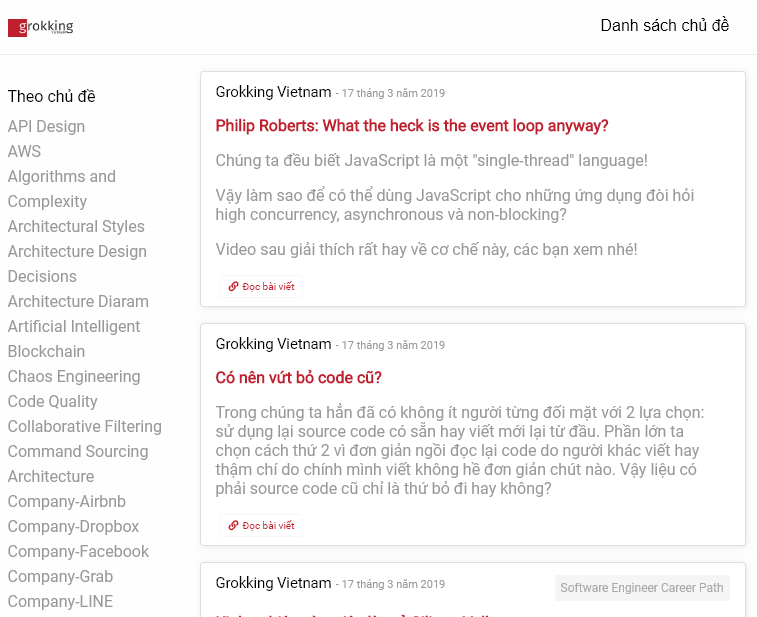 grokking
VIETNAM
Danh sách chủ đề
Theo chủ đề
API Design
AWS
Algorithms and
Complexity
Architectural Styles
Architecture Design
Decisions
Architecture Diaram
Artificial Intelligent
Blockchain
Chaos Engineering
Code Quality
Collaborative Filtering
Command Sourcing
Architecture
Company-Airbnb
Company-Dropbox
Company-Facebook
Company-Grab
Company-LINE
Grokking Vietnam - 17 tháng 3 năm 2019
Philip Roberts: What the heck is the event loop anyway?
Chúng ta đều biết JavaScript là một "single-thread" language!
Vậy làm sao để có thể dùng JavaScript cho những ứng dụng đòi hỏi
high concurrency, asynchronous và non-blocking?
Video sau giải thích rất hay về cơ chế này, các bạn xem nhé!
Đọc bài viết
Grokking Vietnam - 17 tháng 3 năm 2019
Có nên vứt bỏ code cũ?
Trong chúng ta hẳn đã có không ít người từng đối mặt với 2 lựa chọn:
sử dụng lại source code có sẵn hay viết mới lại từ đầu. Phần lớn ta
chọn cách thứ 2 vì đơn giản ngồi đọc lại code do người khác viết hay
thậm chí do chính mình viết không hề đơn giản chút nào. Vậy liệu có
phải source code cũ chỉ là thứ bỏ đi hay không?
Đọc bài viết
Grokking Vietnam - 17 tháng 3 năm 2019
Software Engineer Career Path